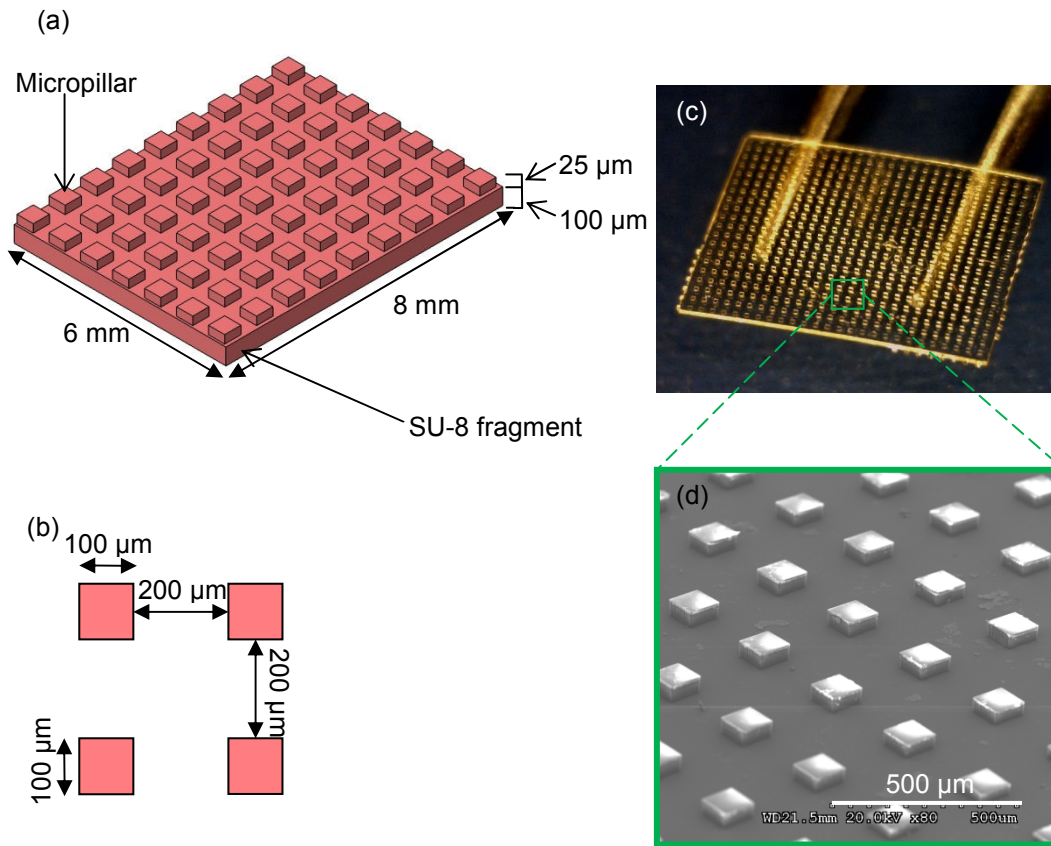 (a)
Micropillar
25 µm
100 µm
6 mm
8 mm
SU-8 fragment
(b)
100 µm
200 µm
200 µm
100 µm
(c)
(d)
500 µm
WD21.5mm 20.0kV x80 500um